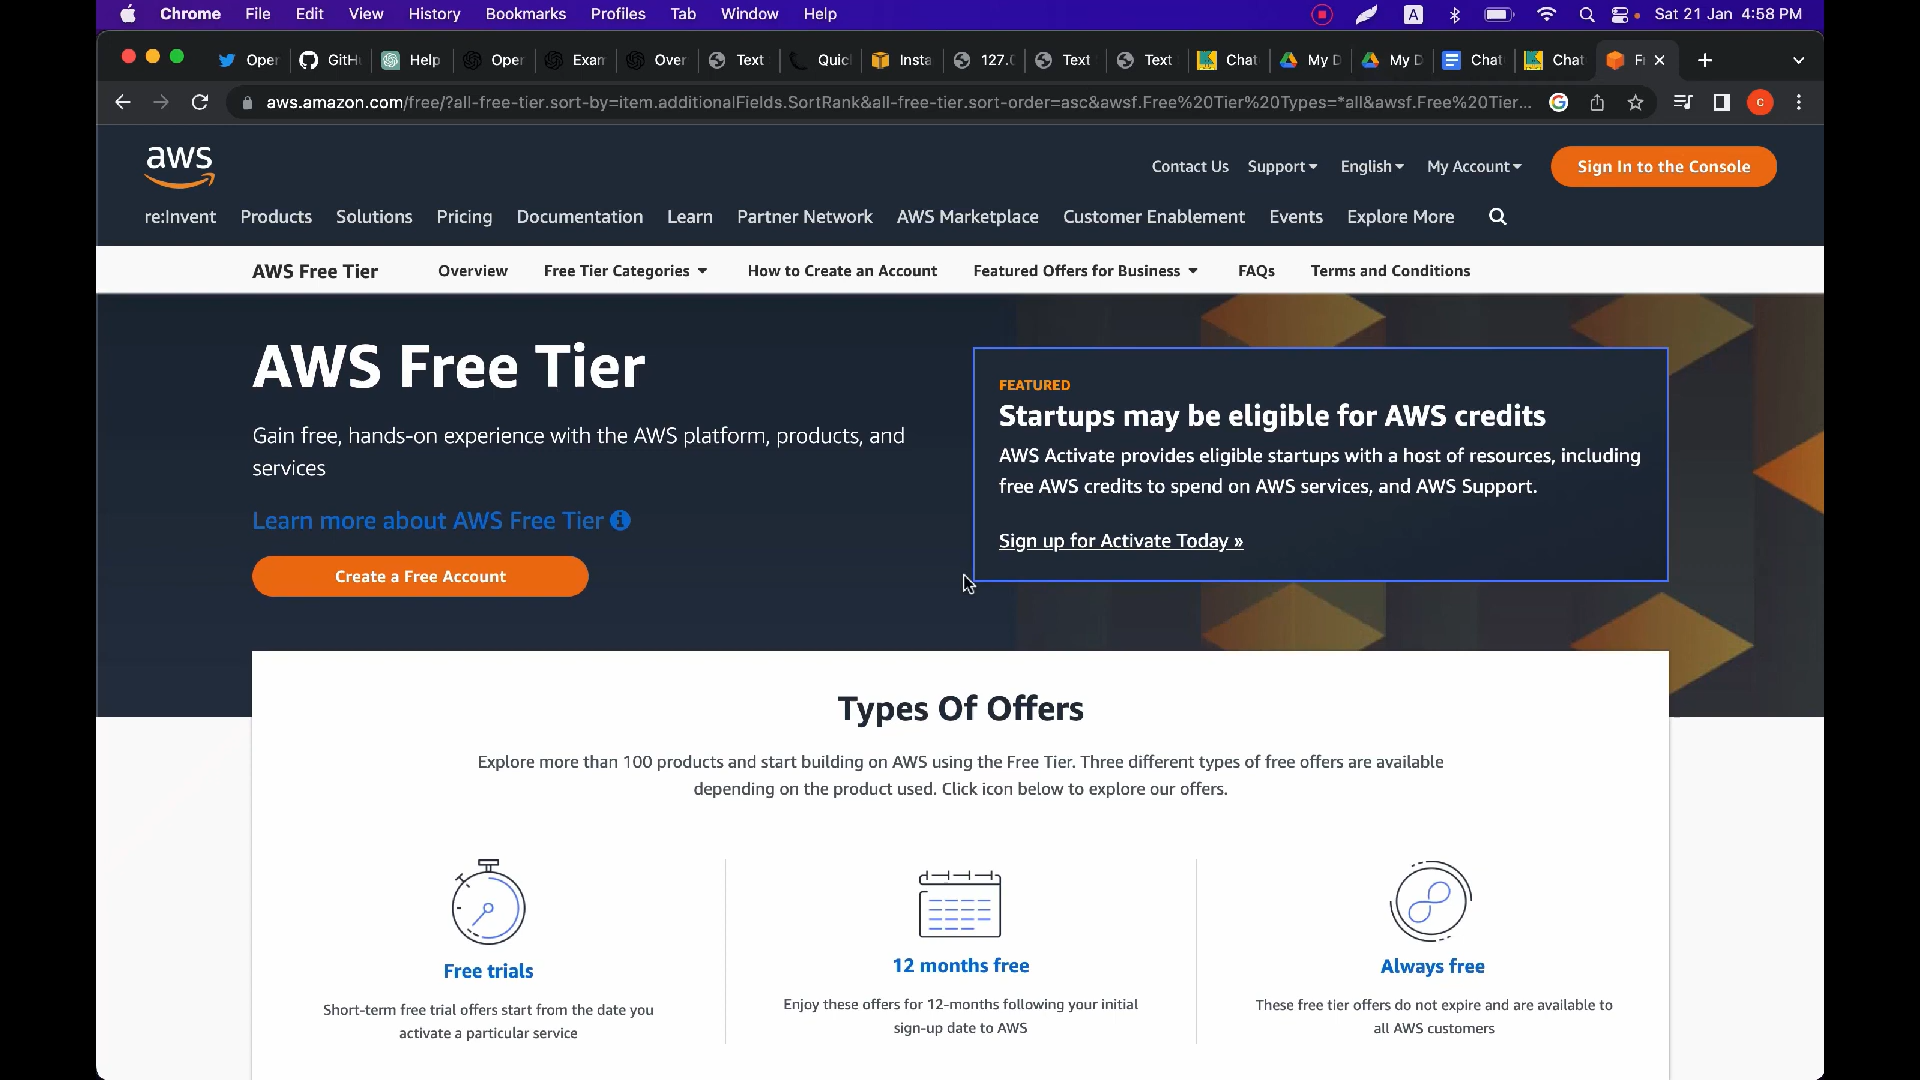 Chrome File Edit View History Bookmarks Profiles Tab Window Help A Sat 21 Jan 4:58 PM
Oper GitHu Help Oper Exam Over Text Quic Insta 127.0 Text Text Chat My D My D Chat Chat Fr
aws.amazon.com/free/?all-free-tier.sort-by=item.additionalFields.SortRank&all-free-tier.sort-order=asc&awsf.Free%20Tier%20Types=*all&awsf.Free%20Tier... C
aws
Contact Us Support English My Account Sign In to the Console
re:Invent Products Solutions Pricing Documentation Learn Partner Network AWS Marketplace Customer Enablement Events Explore More
AWS Free Tier Overview Free Tier Categories How to Create an Account Featured Offers for Business FAQs Terms and Conditions
AWS Free Tier
Gain free, hands-on experience with the AWS platform, products, and
services
Learn more about AWS Free Tier
Create a Free Account
FEATURED
Startups may be eligible for AWS credits
AWS Activate provides eligible startups with a host of resources, including
free AWS credits to spend on AWS services, and AWS Support.
Sign up for Activate Today »
Types Of Offers
Explore more than 100 products and start building on AWS using the Free Tier. Three different types of free offers are available
depending on the product used. Click icon below to explore our offers.
Free trials
Short-term free trial offers start from the date you
activate a particular service
12 months free
Enjoy these offers for 12-months following your initial
sign-up date to AWS
Always free
These free tier offers do not expire and are available to
all AWS customers